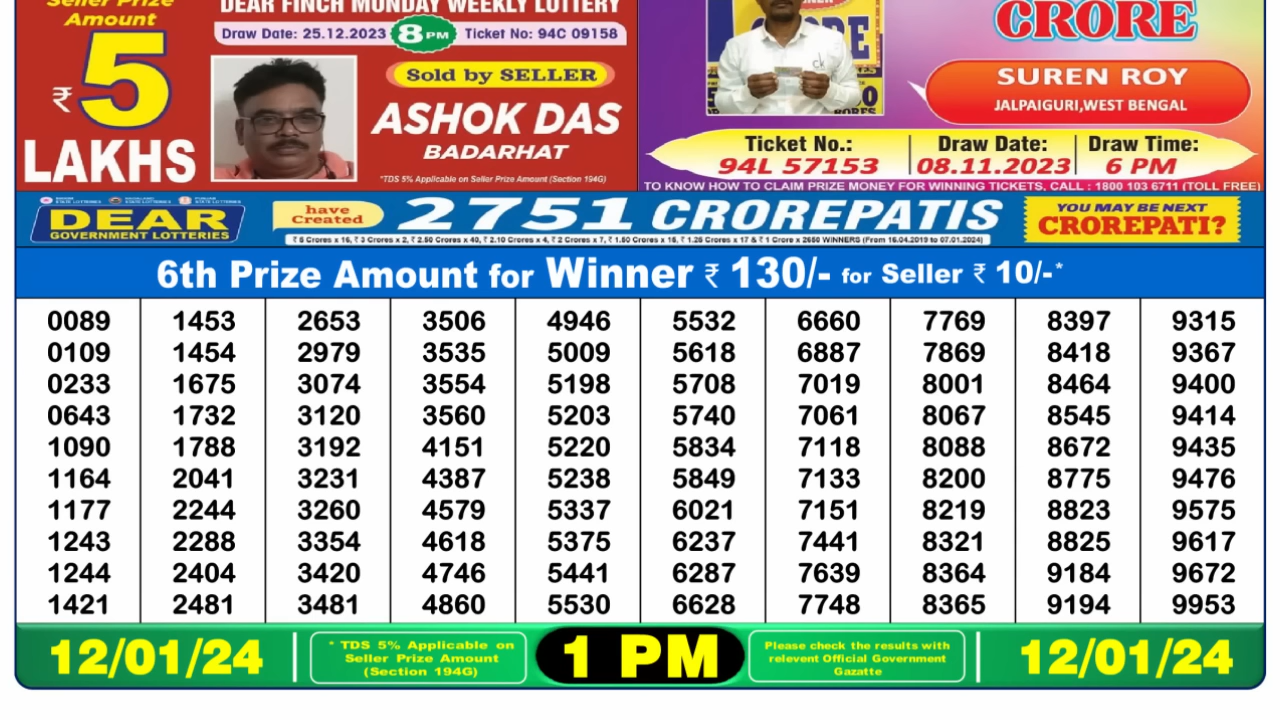 Seller Prize
Amount
₹ 5
LAKHS
DEAR FINCH MONDAY WEEKLY LOTTERY
Draw Date: 25.12.2023 8 PM Ticket No: 94C 09158
Sold by SELLER
ASHOK DAS
BADARHAT
*TDS 5% Applicable on Seller Prize Amount (Section 194G)
CRORE
SUREN ROY
JALPAIGURI,WEST BENGAL
Ticket No.: Draw Date: Draw Time:
94L 57153 08.11.2023 6 PM
TO KNOW HOW TO CLAIM PRIZE MONEY FOR WINNING TICKETS, CALL : 1800 103 6711 (TOLL FREE)
DEAR
GOVERNMENT LOTTERIES
have
Created
2751 CROREPATIS
YOU MAY BE NEXT
CROREPATI?
6th Prize Amount for Winner ₹ 130/- for Seller ₹ 10/-*
0089 1453 2653 3506 4946 5532 6660 7769 8397 9315
0109 1454 2979 3535 5009 5618 6887 7869 8418 9367
0233 1675 3074 3554 5198 5708 7019 8001 8464 9400
0643 1732 3120 3560 5203 5740 7061 8067 8545 9414
1090 1788 3192 4151 5220 5834 7118 8088 8672 9435
1164 2041 3231 4387 5238 5849 7133 8200 8775 9476
1177 2244 3260 4579 5337 6021 7151 8219 8823 9575
1243 2288 3354 4618 5375 6237 7441 8321 8825 9617
1244 2404 3420 4746 5441 6287 7639 8364 9184 9672
1421 2481 3481 4860 5530 6628 7748 8365 9194 9953
12/01/24
* TDS 5% Applicable on
Seller Prize Amount
(Section 194G)
1 PM
Please check the results with
relevent Official Government
Gazatte
12/01/24